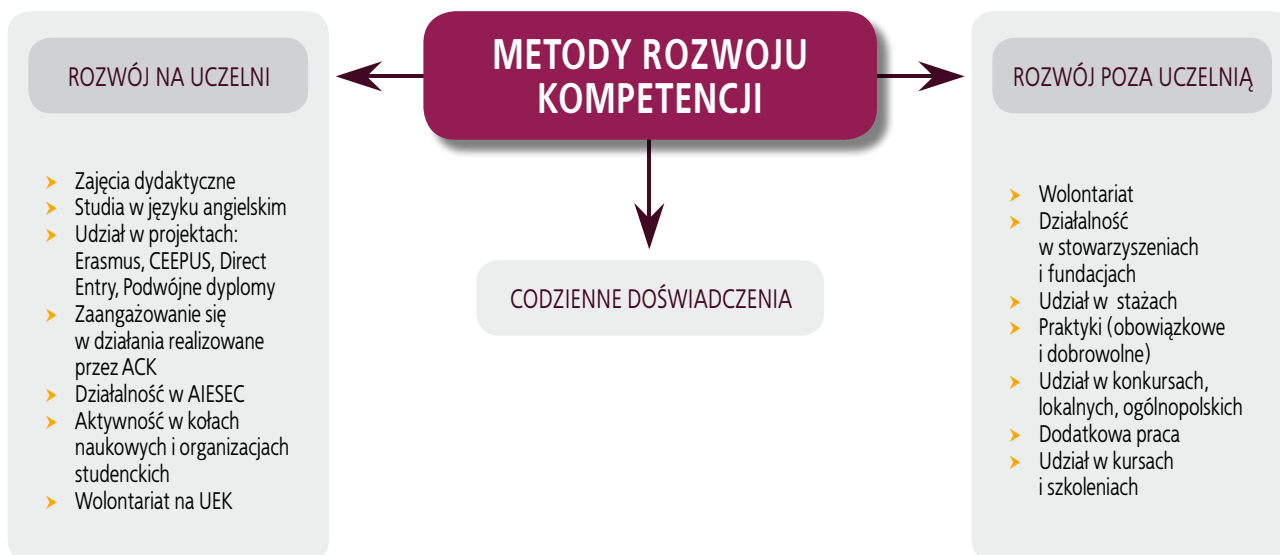 METODY ROZWOJU
KOMPETENCJI
ROZWÓJ NA UCZELNI
Zajęcia dydaktyczne
Studia w języku angielskim
Udział w projektach:
Erasmus, CEEPUS, Direct
Entry, Podwójne dyplomy
Zaangażowanie się
w działania realizowane
przez ACK
Działalność w AIESEC
Aktywność w kołach
naukowych i organizacjach
studenckich
Wolontariat na UEK
CODZIENNE DOŚWIADCZENIA
ROZWÓJ POZA UCZELNIĄ
Wolontariat
Działalność
w stowarzyszeniach
i fundacjach
Udział w stażach
Praktyki (obowiązkowe
i dobrowolne)
Udział w konkursach,
lokalnych, ogólnopolskich
Dodatkowa praca
Udział w kursach
i szkoleniach